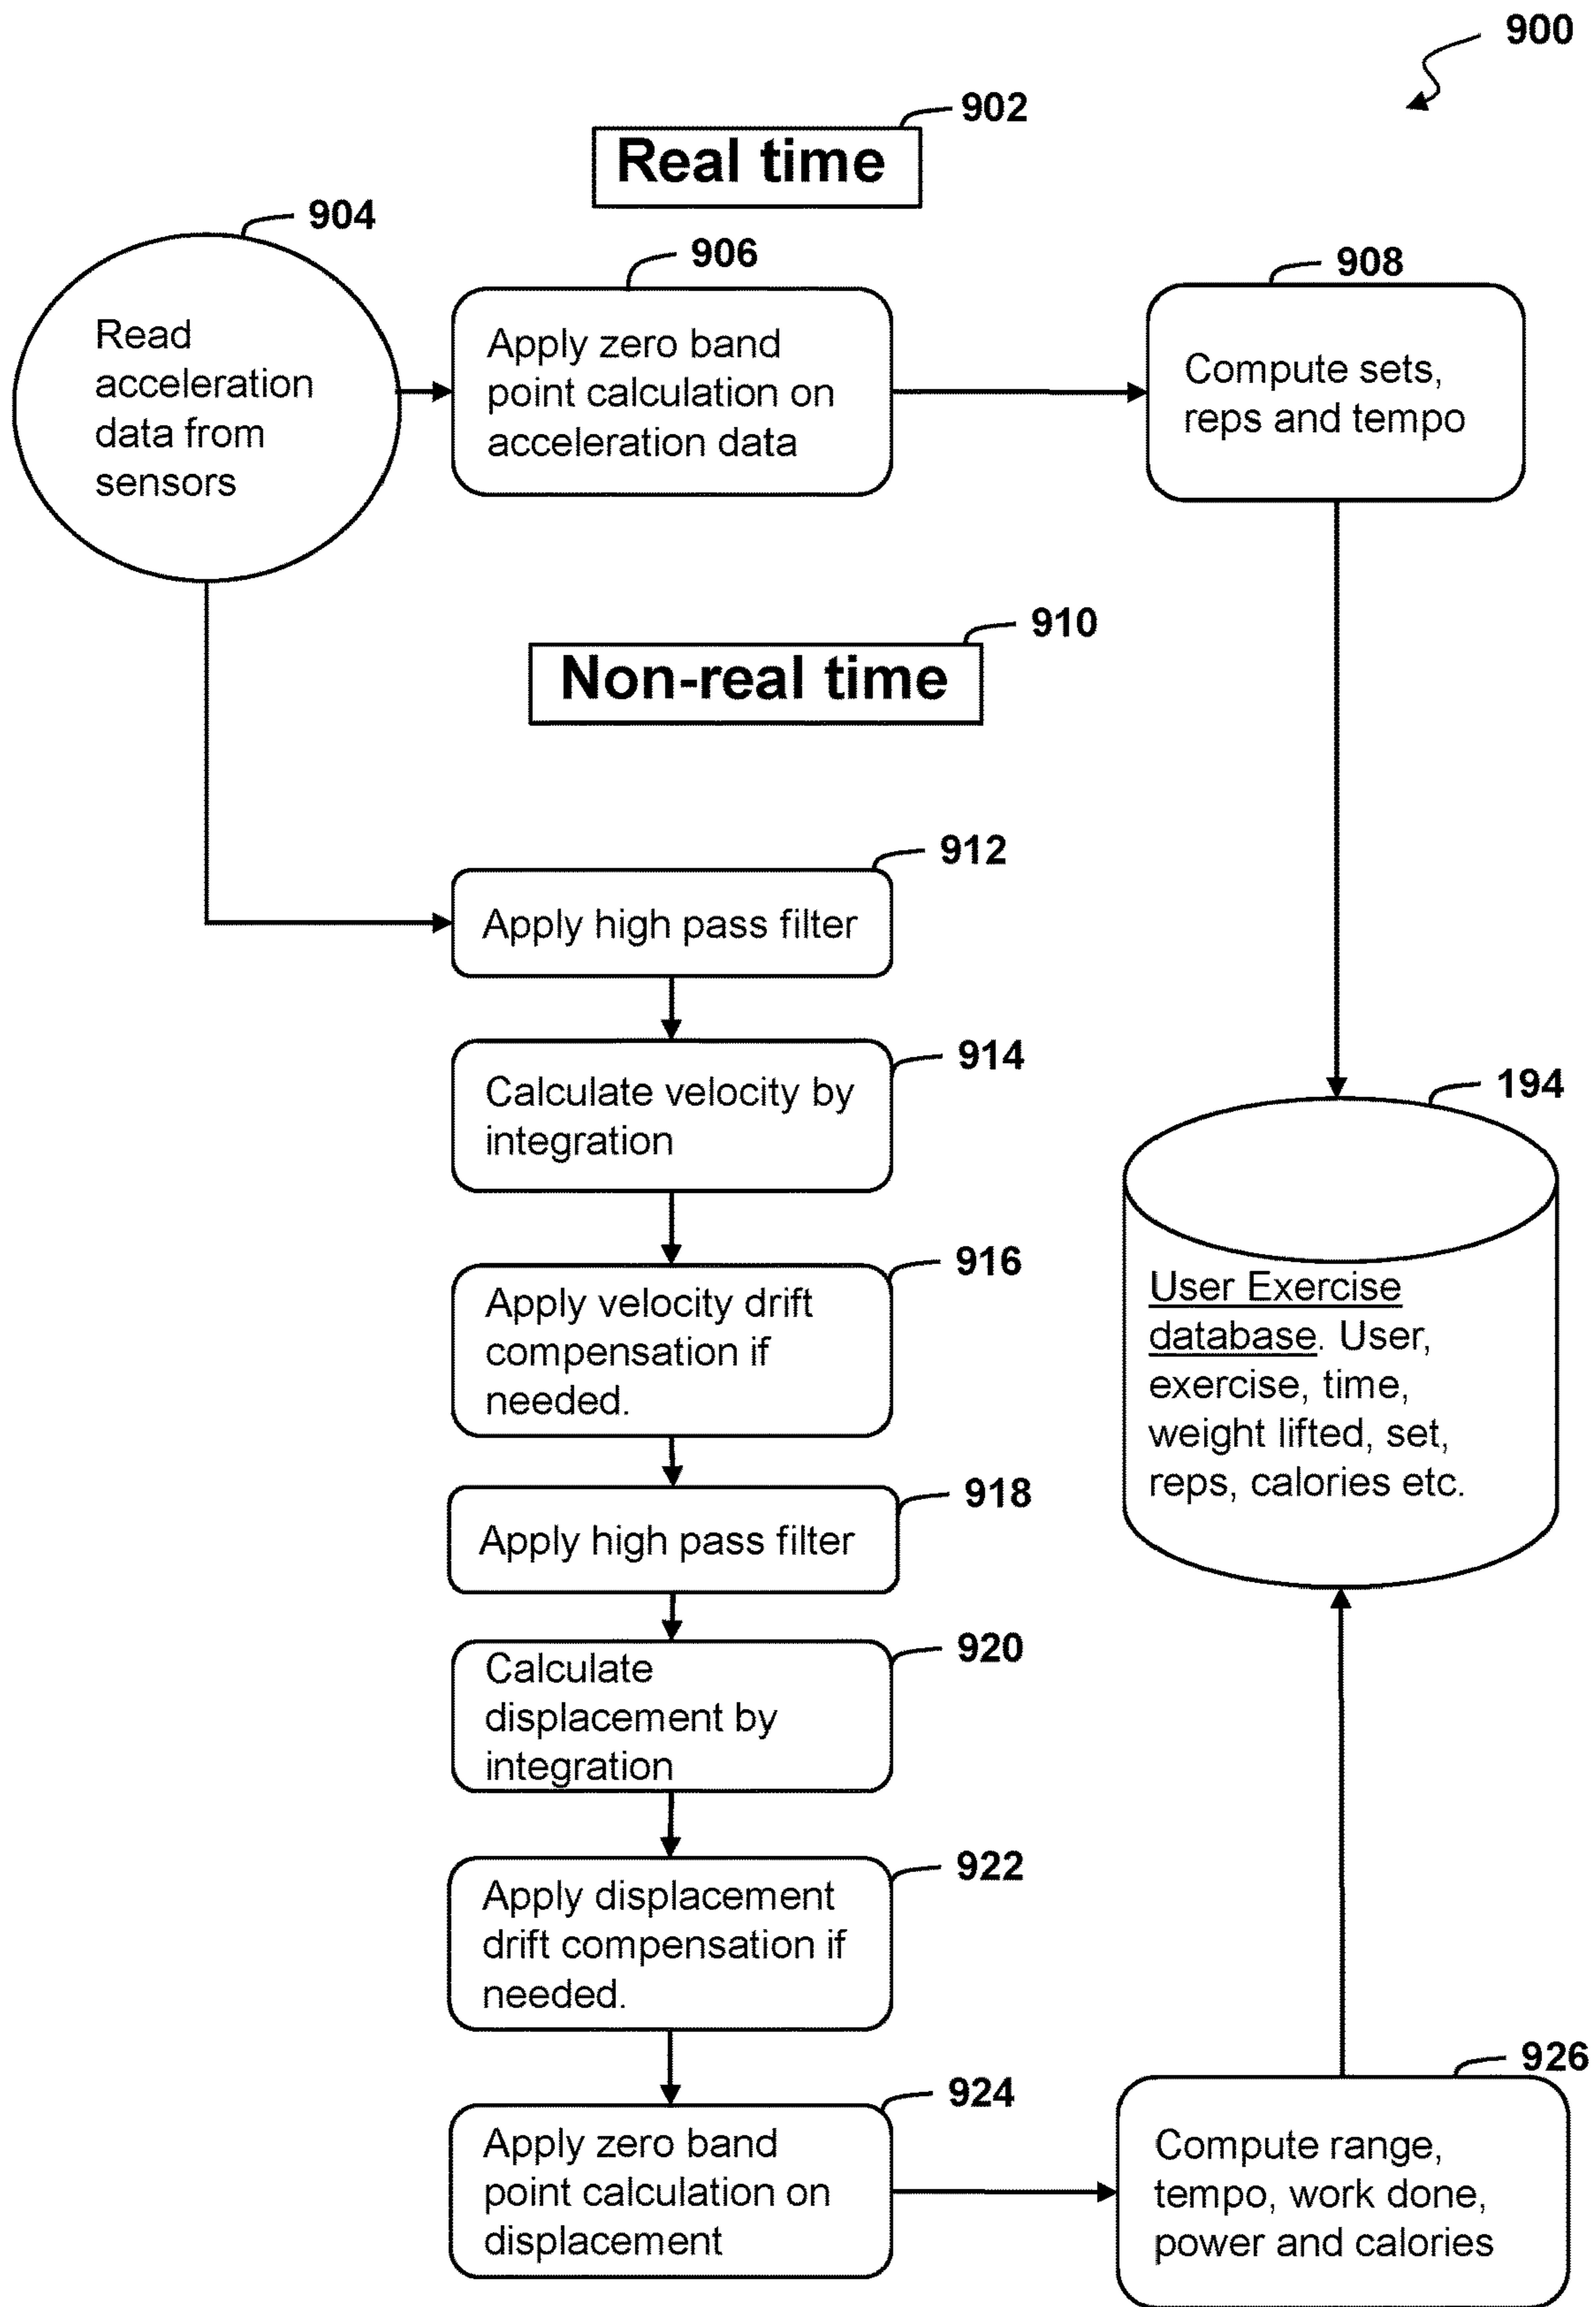 900
902
Real time
904
906
908
Read
acceleration
data from
sensors
Apply zero band
point calculation on
acceleration data
Compute sets,
reps and tempo
910
Non-real time
912
Apply high pass filter
914
Calculate velocity by
integration
194
916
Apply velocity drift
compensation if
needed.
User Exercise
database. User,
exercise, time,
weight lifted, set,
reps, calories etc.
918
Apply high pass filter
920
Calculate
displacement by
integration
922
Apply displacement
drift compensation if
needed.
924
Apply zero band
point calculation on
displacement
926
Compute range,
tempo, work done,
power and calories